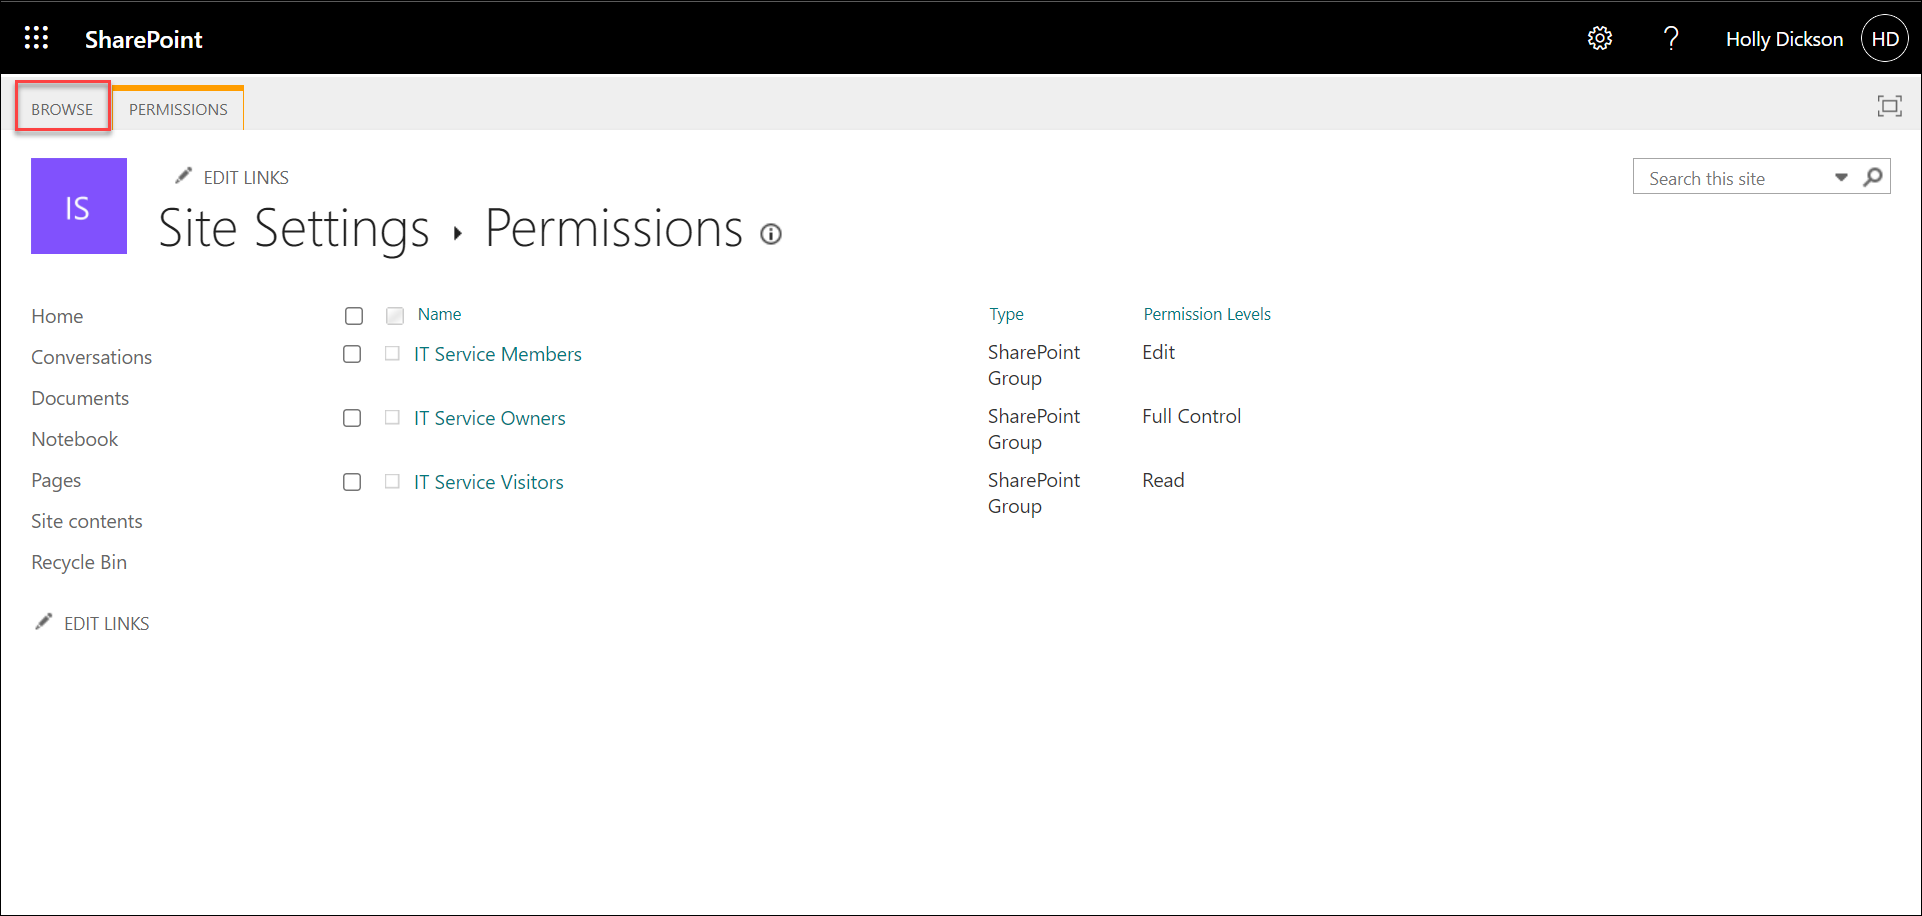 SharePoint
?
Holly Dickson
HD
BROWSE
PERMISSIONS
IS
EDIT LINKS
Search this site
Site Settings
Permissions
Home
Conversations
Documents
Notebook
Pages
Site contents
Recycle Bin
EDIT LINKS
Name Type Permission Levels
IT Service Members SharePoint Edit
Group
IT Service Owners SharePoint Full Control
Group
IT Service Visitors SharePoint Read
Group